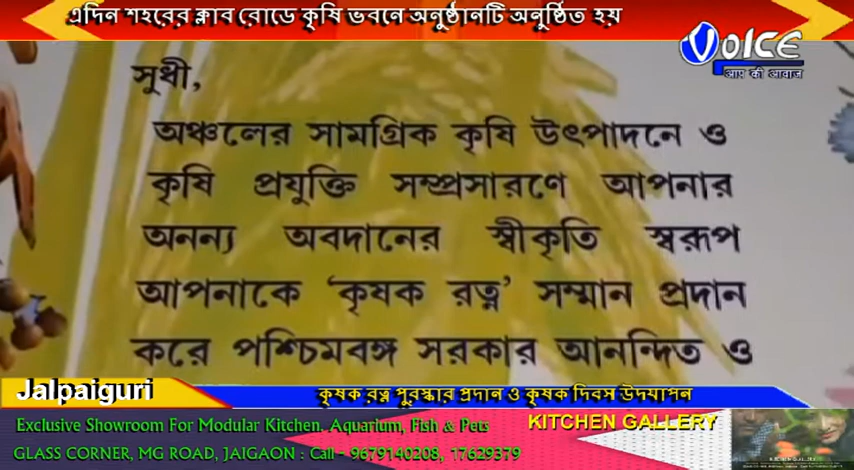 এদিন শহরের ক্লাব রোডে কৃষি ভবনে অনুষ্ঠানটি অনুষ্ঠিত হয়
VOICE
आप की आवाज
সুধী,
অঞ্চলের সামগ্রিক কৃষি উৎপাদনে ও
কৃষি প্রযুক্তি সম্প্রসারণে আপনার
অনন্য অবদানের স্বীকৃতি স্বরূপ
আপনাকে ‘কৃষক রত্ন’ সম্মান প্রদান
করে পশ্চিমবঙ্গ সরকার আনন্দিত ও
Jalpaiguri
কৃষক রত্ন পুরস্কার প্রদান ও কৃষক দিবস উদযাপন
Exclusive Showroom For Modular Kitchen. Aquarium, Fish & Pets
KITCHEN GALLERY
GLASS CORNER, MG ROAD, JAIGAON : Call - 9679140208, 17629379